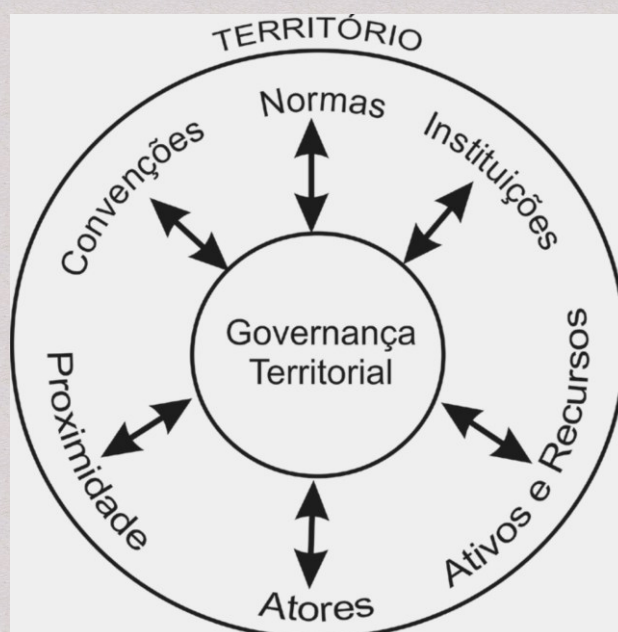 TERRITÓRIO
Normas
Convenções
Instituições
Governança
Territorial
Proximidade
Ativos e Recursos
Atores